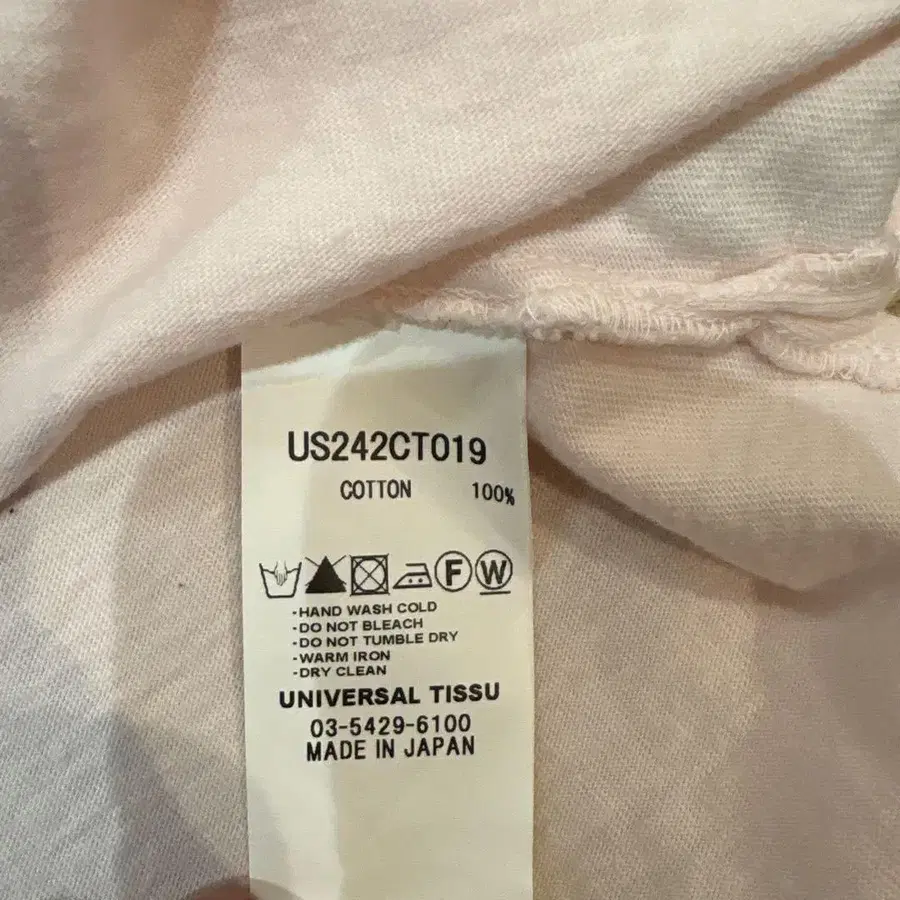 US242CT019
COTTON 100%
F W
-HAND WASH COLD
-DO NOT BLEACH
-DO NOT TUMBLE DRY
-WARM IRON
-DRY CLEAN
UNIVERSAL TISSU
03-5429-6100
MADE IN JAPAN